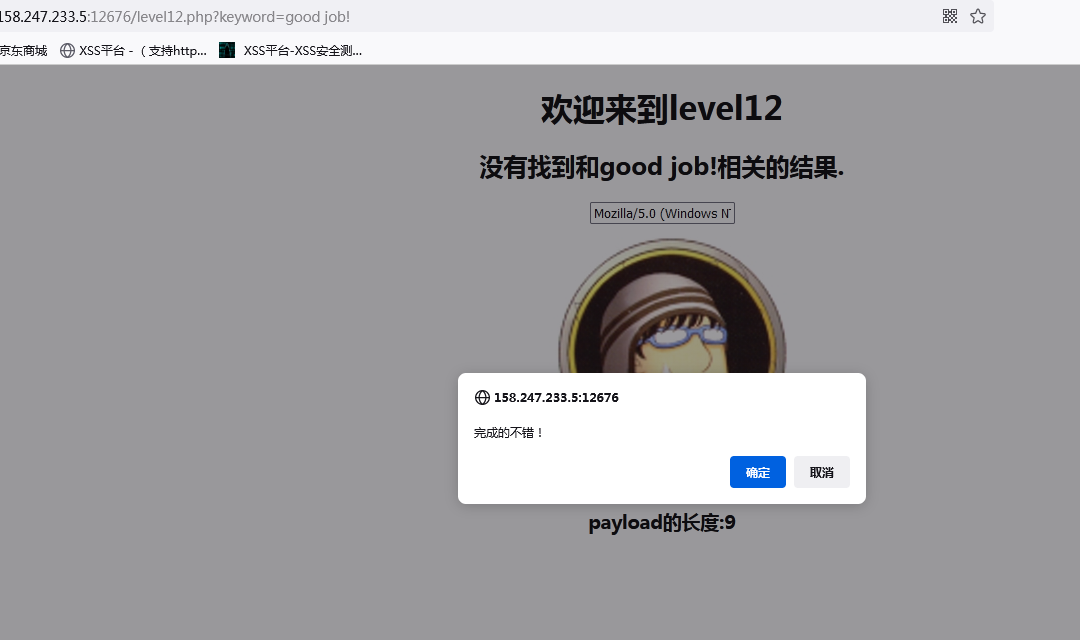 158.247.233.5:12676/level12.php?keyword=good job!
京东商城 XSS平台 - （支持http... XSS平台-XSS安全测...
欢迎来到level12
没有找到和good job!相关的结果.
Mozilla/5.0 (Windows N
158.247.233.5:12676
完成的不错！
确定 取消
payload的长度:9